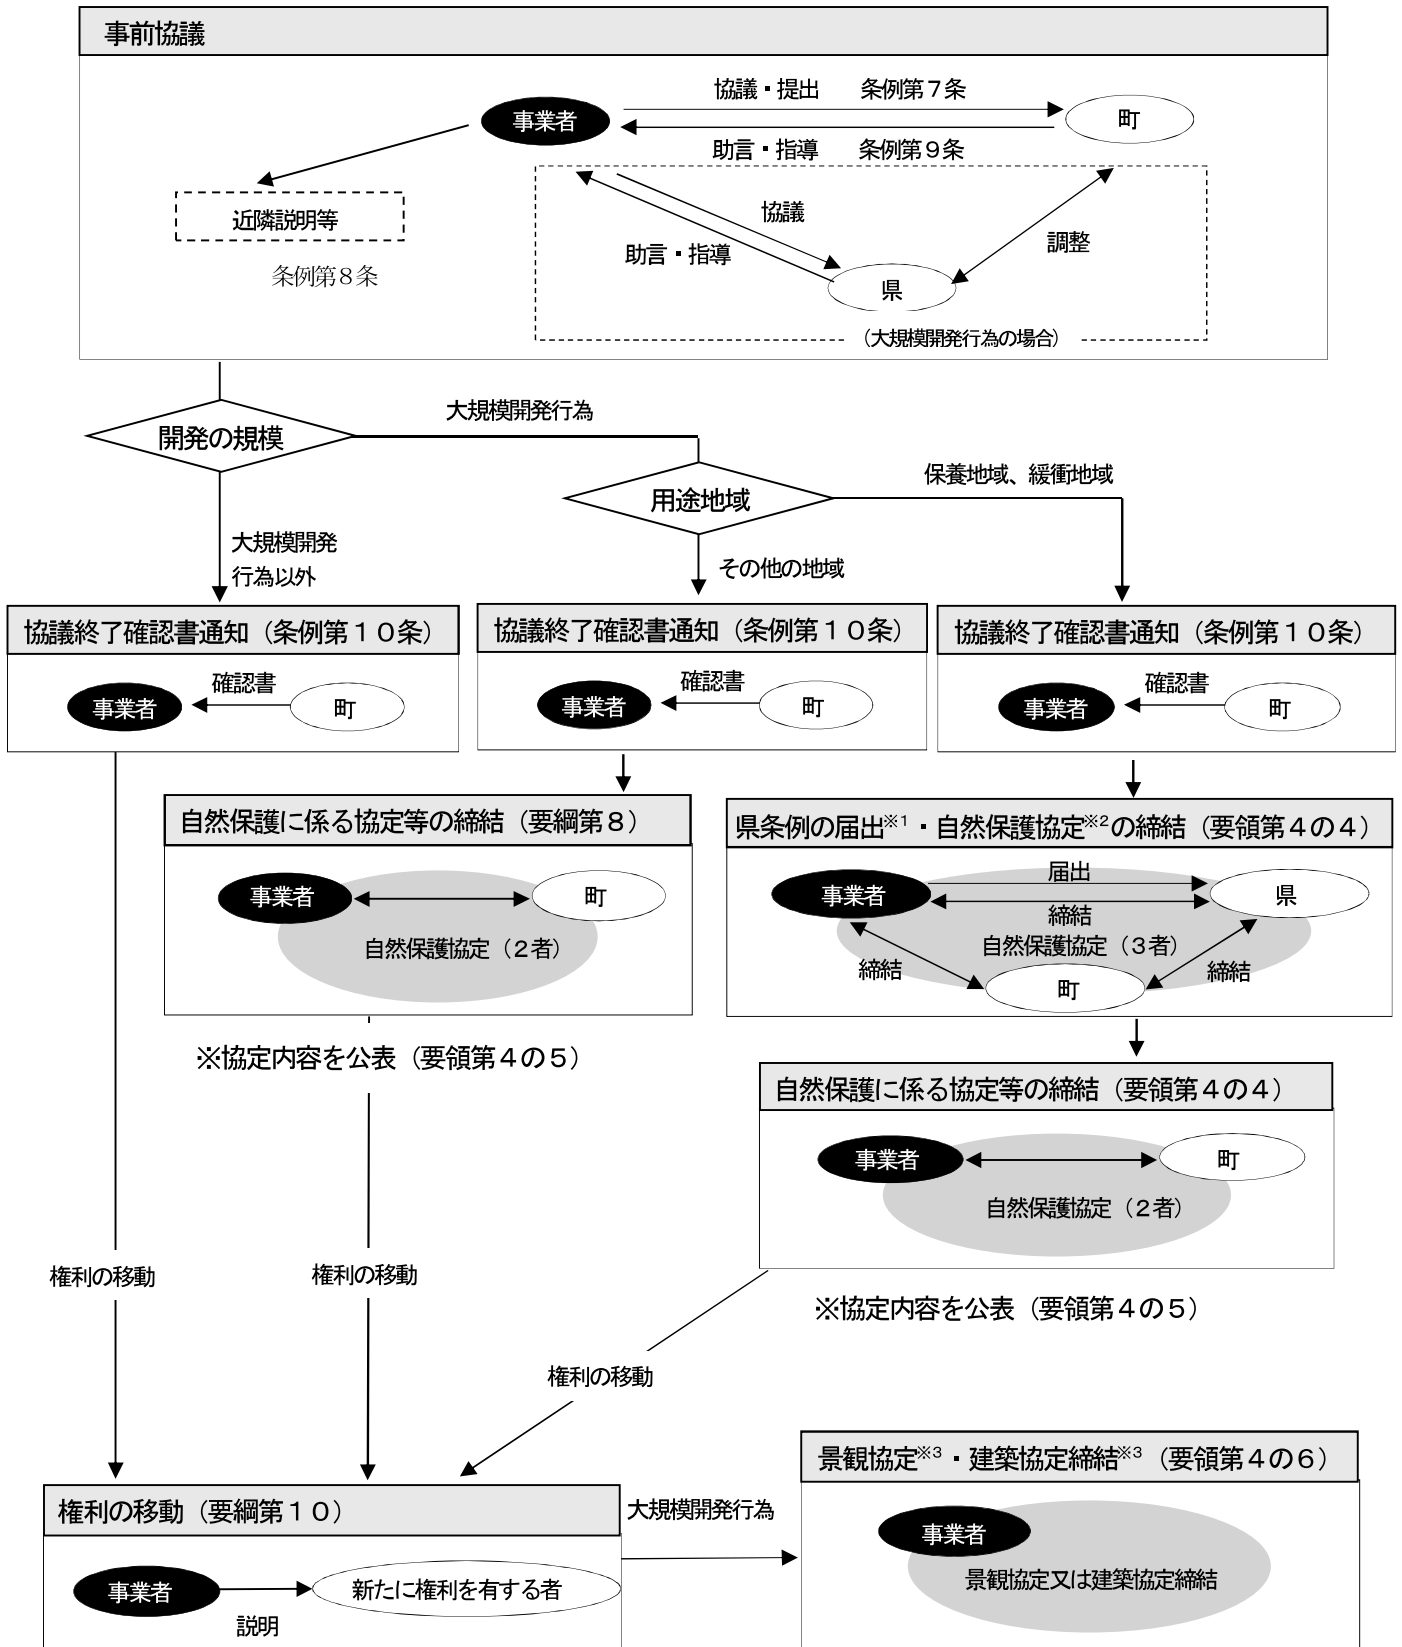 事前協議
協議・提出　　条例第７条
事業者
町
助言・指導　　条例第９条
近隣説明等
協議
調整
助言・指導
条例第８条
県
（大規模開発行為の場合）
開発の規模
大規模開発行為
用途地域
保養地域、緩衝地域
大規模開発
行為以外
その他の地域
協議終了確認書通知（条例第１０条）
事業者
確認書
町
協議終了確認書通知（条例第１０条）
事業者
確認書
町
協議終了確認書通知（条例第１０条）
事業者
確認書
町
自然保護に係る協定等の締結（要綱第８）
事業者
町
自然保護協定（２者）
県条例の届出※1・自然保護協定※2の締結（要領第４の４）
届出
事業者
県
締結
自然保護協定（３者）
締結
締結
町
※協定内容を公表（要領第４の５）
自然保護に係る協定等の締結（要領第４の４）
事業者
町
自然保護協定（２者）
権利の移動
権利の移動
※協定内容を公表（要領第４の５）
権利の移動
権利の移動（要綱第１０）
事業者
新たに権利を有する者
説明
大規模開発行為
景観協定※3・建築協定締結※3（要領第４の６）
事業者
景観協定又は建築協定締結